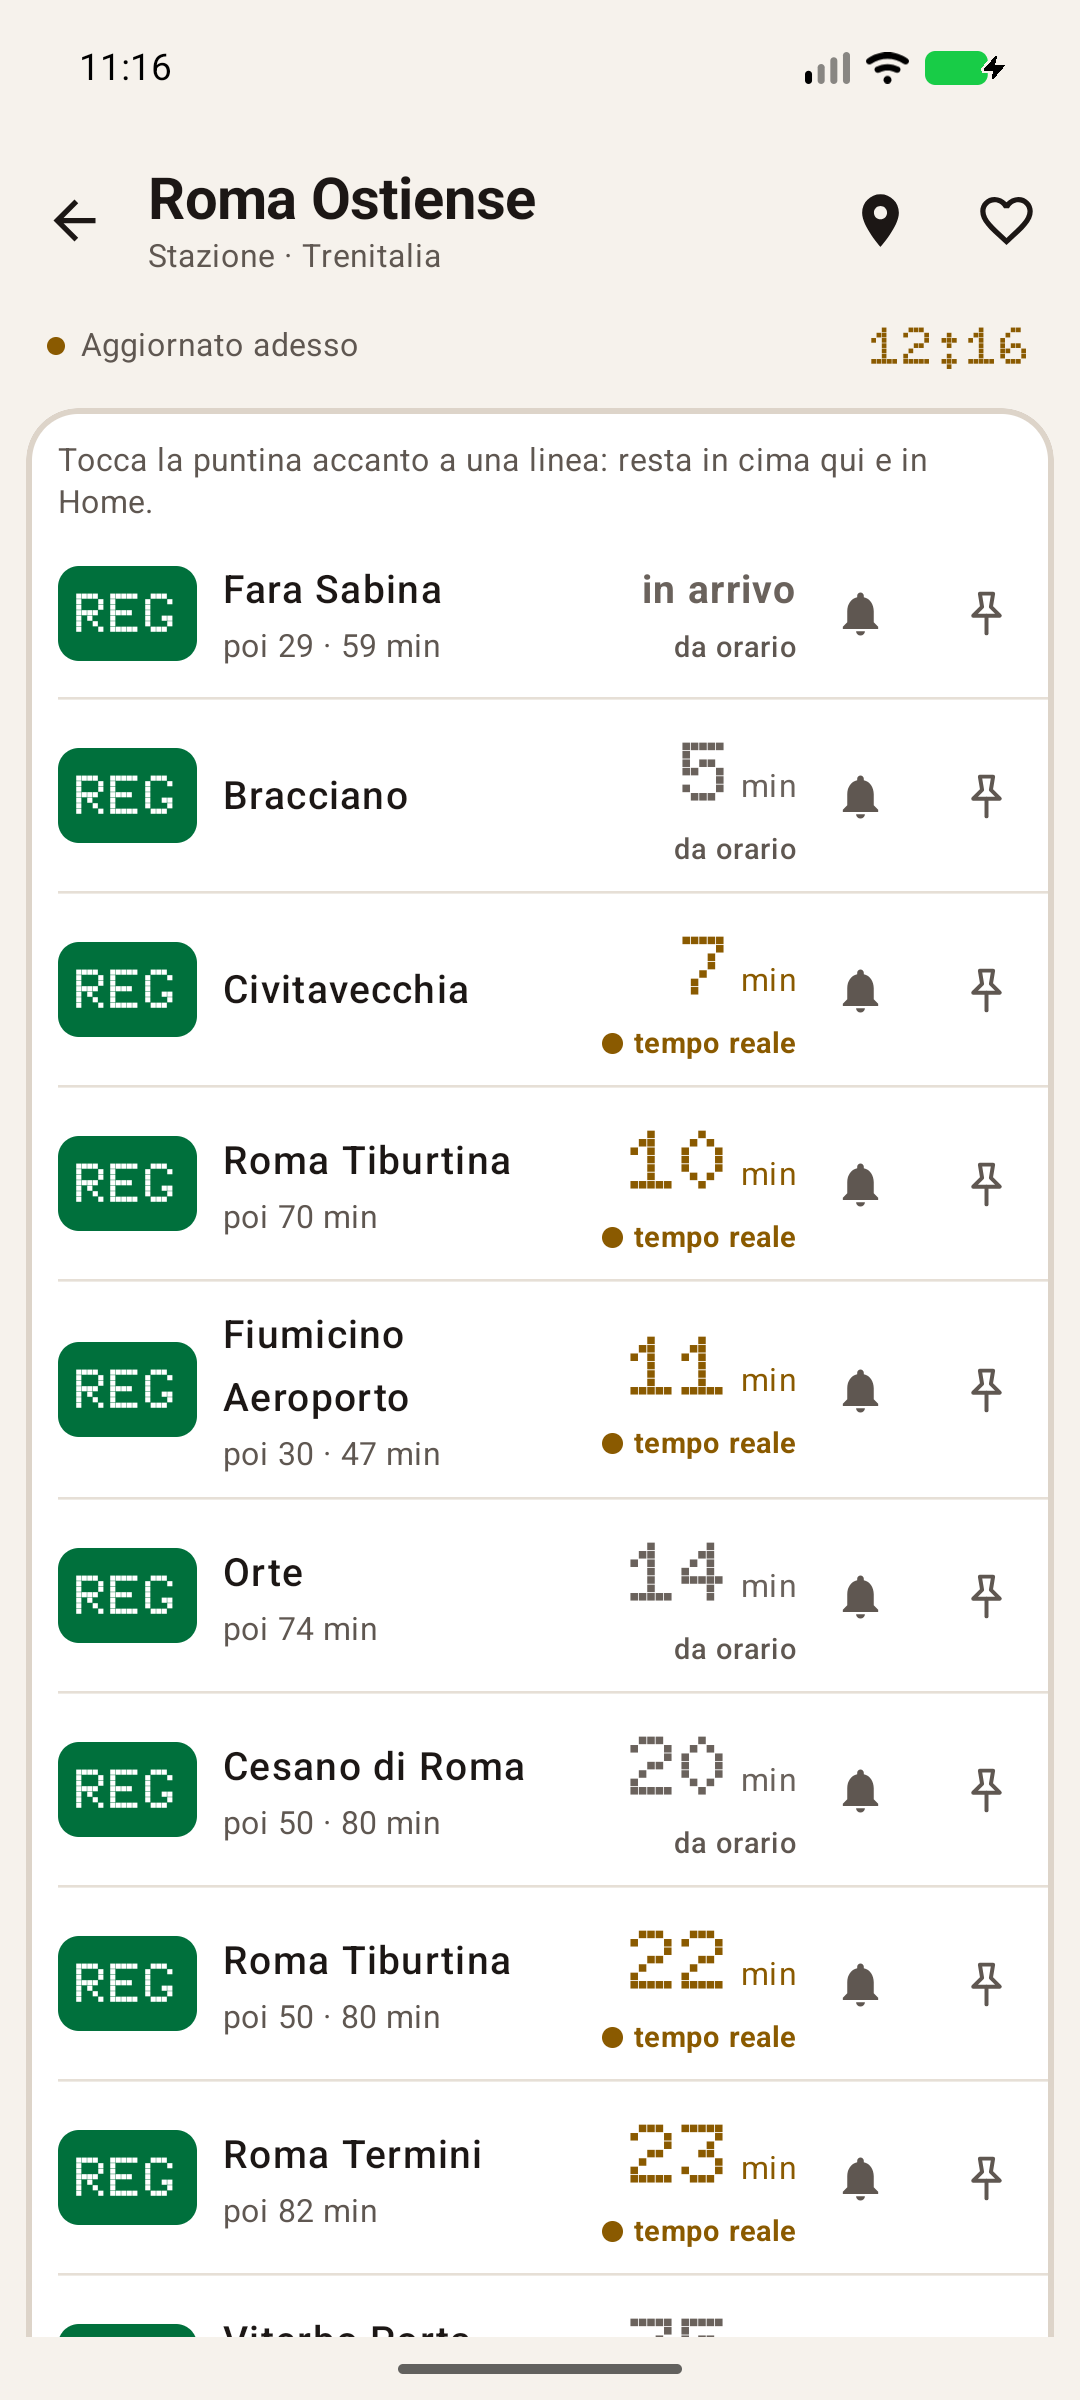 11:16
Roma Ostiense
Stazione · Trenitalia
Aggiornato adesso
12:16
Tocca la puntina accanto a una linea: resta in cima qui e in
Home.
REG
Fara Sabina
in arrivo
poi 29 · 59 min
da orario
REG
Bracciano
5 min
da orario
REG
Civitavecchia
7 min
tempo reale
REG
Roma Tiburtina
10 min
poi 70 min
tempo reale
REG
Fiumicino
Aeroporto
11 min
poi 30 · 47 min
tempo reale
REG
Orte
14 min
poi 74 min
da orario
REG
Cesano di Roma
20 min
poi 50 · 80 min
da orario
REG
Roma Tiburtina
22 min
poi 50 · 80 min
tempo reale
REG
Roma Termini
23 min
poi 82 min
tempo reale